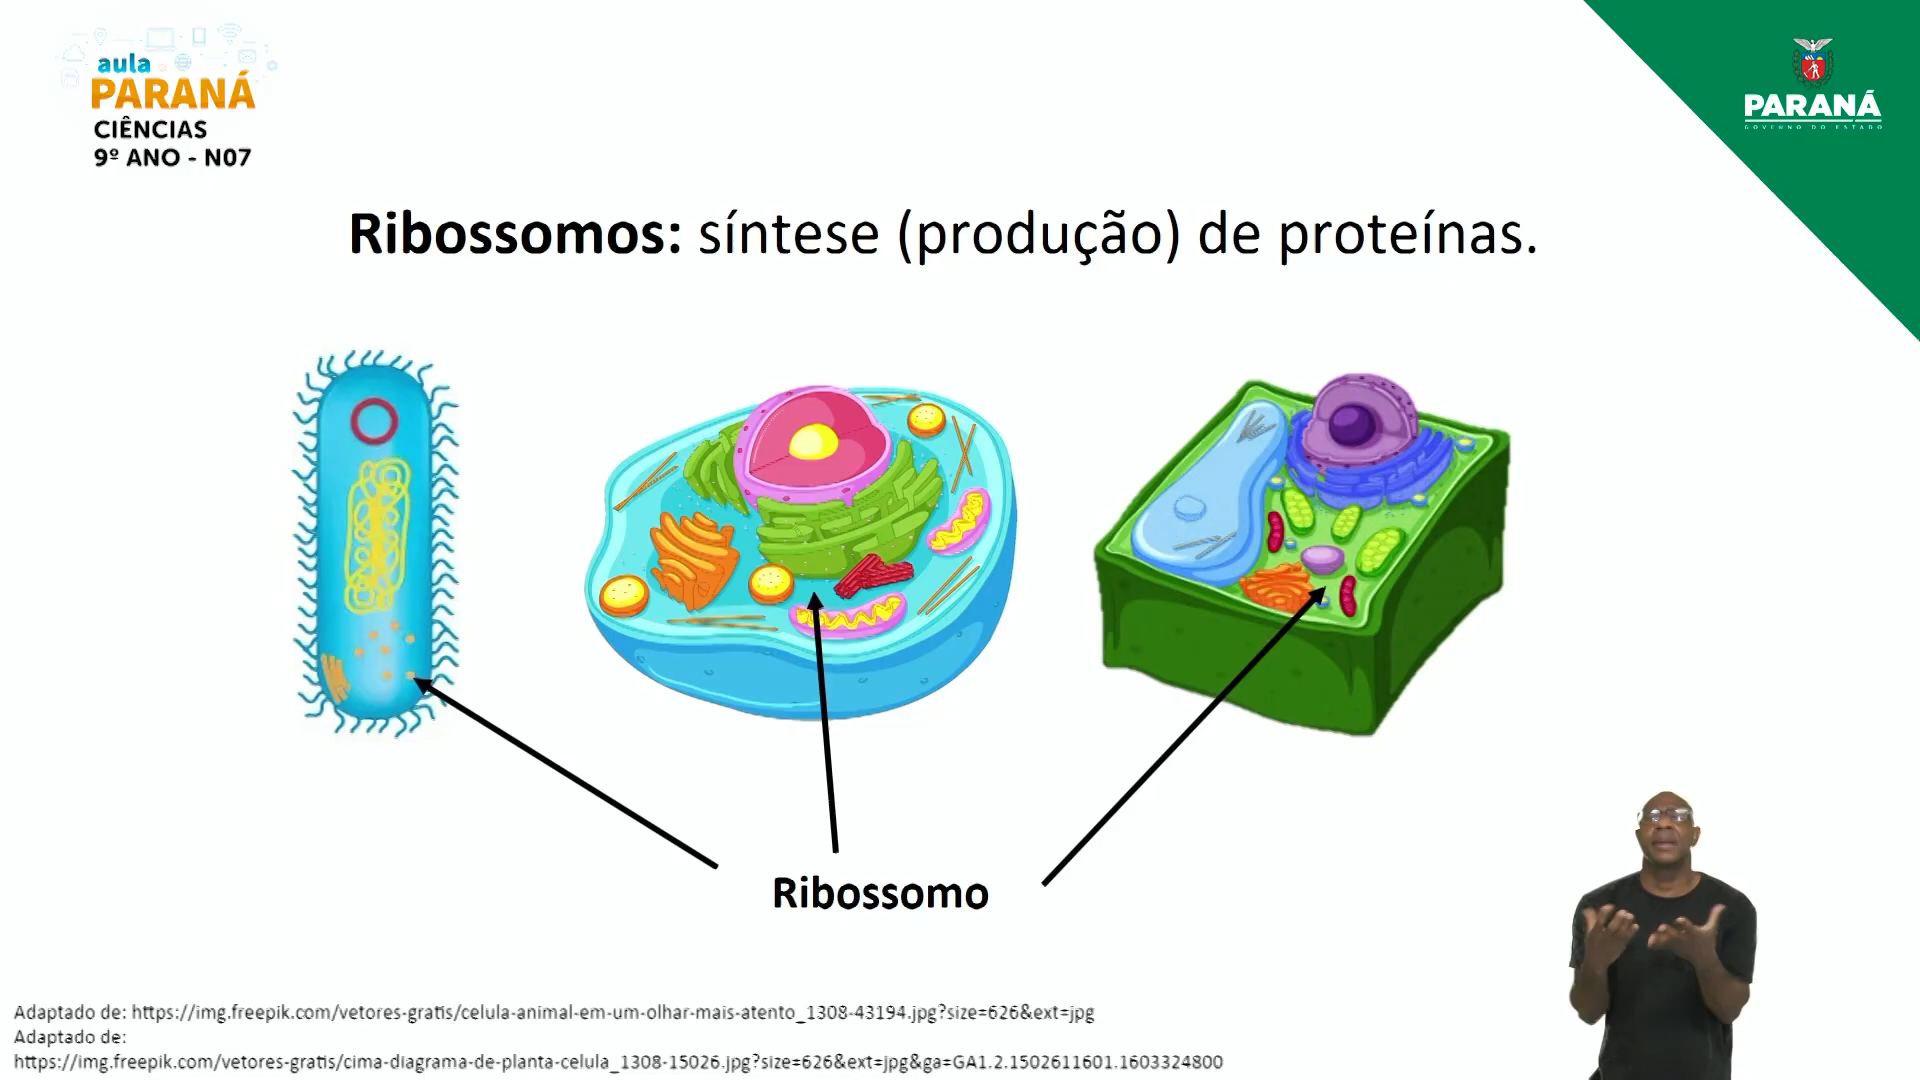 aula
PARANÁ
CIÊNCIAS
9º ANO - N07
PARANÁ
GOVERNO DO ESTADO
Ribossomos: síntese (produção) de proteínas.
Ribossomo
Adaptado de: https://img.freepik.com/vetores-gratis/celula-animal-em-um-olhar-mais-atento_1308-43194.jpg?size=626&ext=jpg
Adaptado de:
https://img.freepik.com/vetores-gratis/cima-diagrama-de-planta-celula_1308-15026.jpg?size=626&ext=jpg&ga=GA1.2.1502611601.1603324800